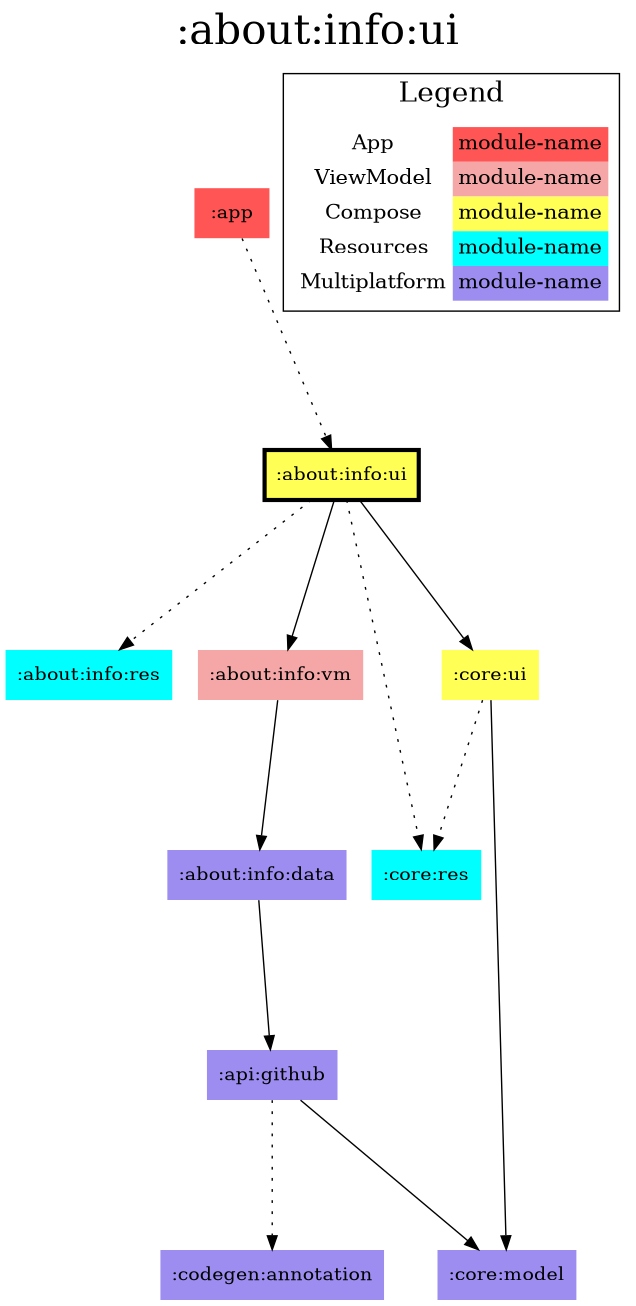 :about:info:ui
Legend
App module-name
ViewModel module-name
Compose module-name
Resources module-name
Multiplatform module-name
:app
:about:info:ui
:about:info:res
:about:info:vm
:core:ui
:about:info:data
:core:res
:api:github
:codegen:annotation
:core:model